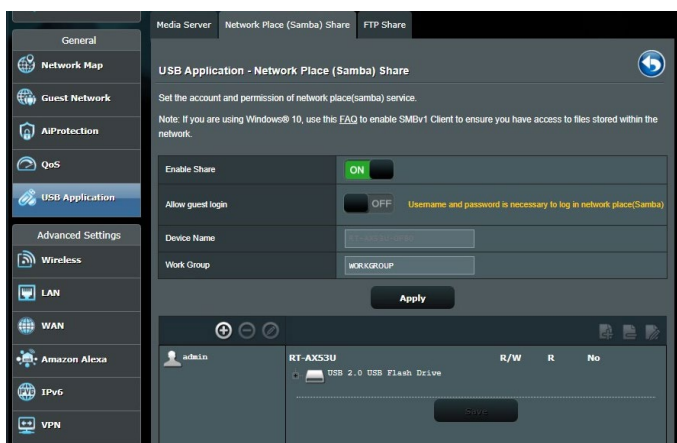 Media Server
Network Place (Samba) Share
FTP Share
General
Network Map
Guest Network
AiProtection
QoS
USB Application
Advanced Settings
Wireless
LAN
WAN
Amazon Alexa
IPv6
VPN
USB Application - Network Place (Samba) Share
Set the account and permission of network place(samba) service.
Note: If you are using Windows® 10, use this FAQ to enable SMBv1 Client to ensure you have access to files stored within the
network.
Enable Share
ON
Allow guest login
OFF
Username and password is necessary to log in network place(Samba)
Device Name
Work Group
WORKGROUP
Apply
admin
RT-AX53U
R/W
R
No
USB 2.0 USB Flash Drive
Save